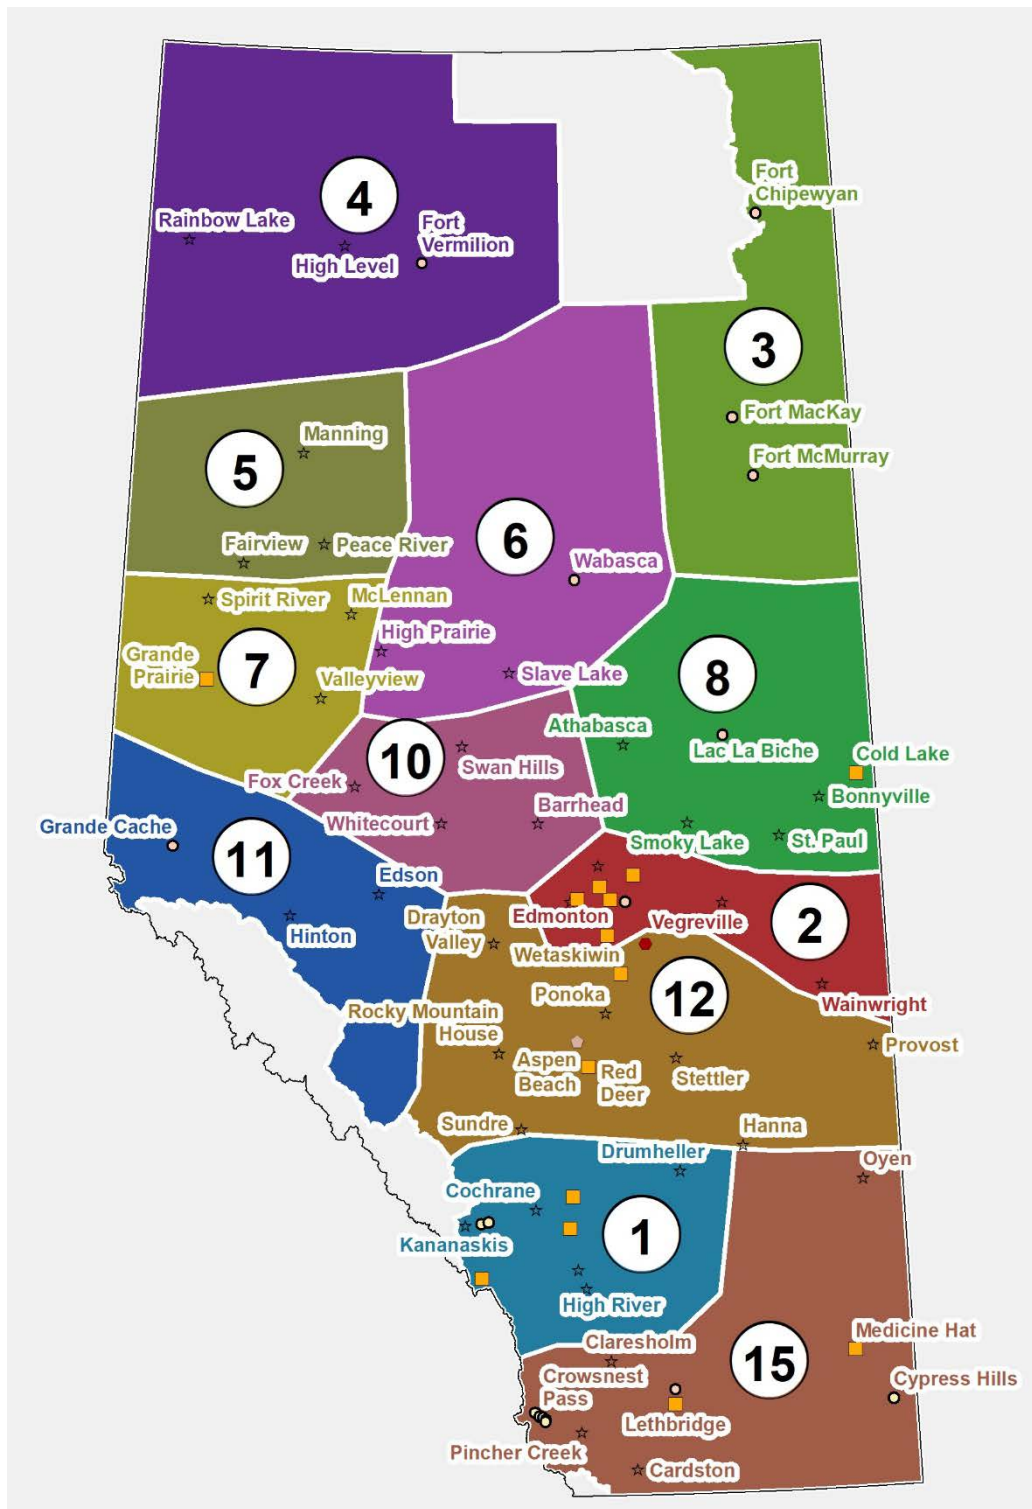 4
Rainbow Lake
High Level
Fort
Vermilion
Fort
Chipewyan
3
Fort MacKay
Fort McMurray
5
Manning
Fairview
Peace River
6
Wabasca
Spirit River
McLennan
High Prairie
Grande
Prairie
7
Valleyview
Slave Lake
8
Athabasca
Lac La Biche
Cold Lake
Bonnyville
St. Paul
Smoky Lake
10
Swan Hills
Fox Creek
Whitecourt
Barrhead
Grande Cache
11
Edson
Hinton
Edmonton
Vegreville
2
Wainwright
Drayton
Valley
Wetaskiwin
Ponoka
12
Rocky Mountain
House
Aspen
Beach
Red
Deer
Stettler
Provost
Sundre
Hanna
Drumheller
Oyen
Cochrane
1
Kananaskis
High River
Claresholm
15
Medicine Hat
Crowsnest
Pass
Cypress Hills
Lethbridge
Pincher Creek
Cardston